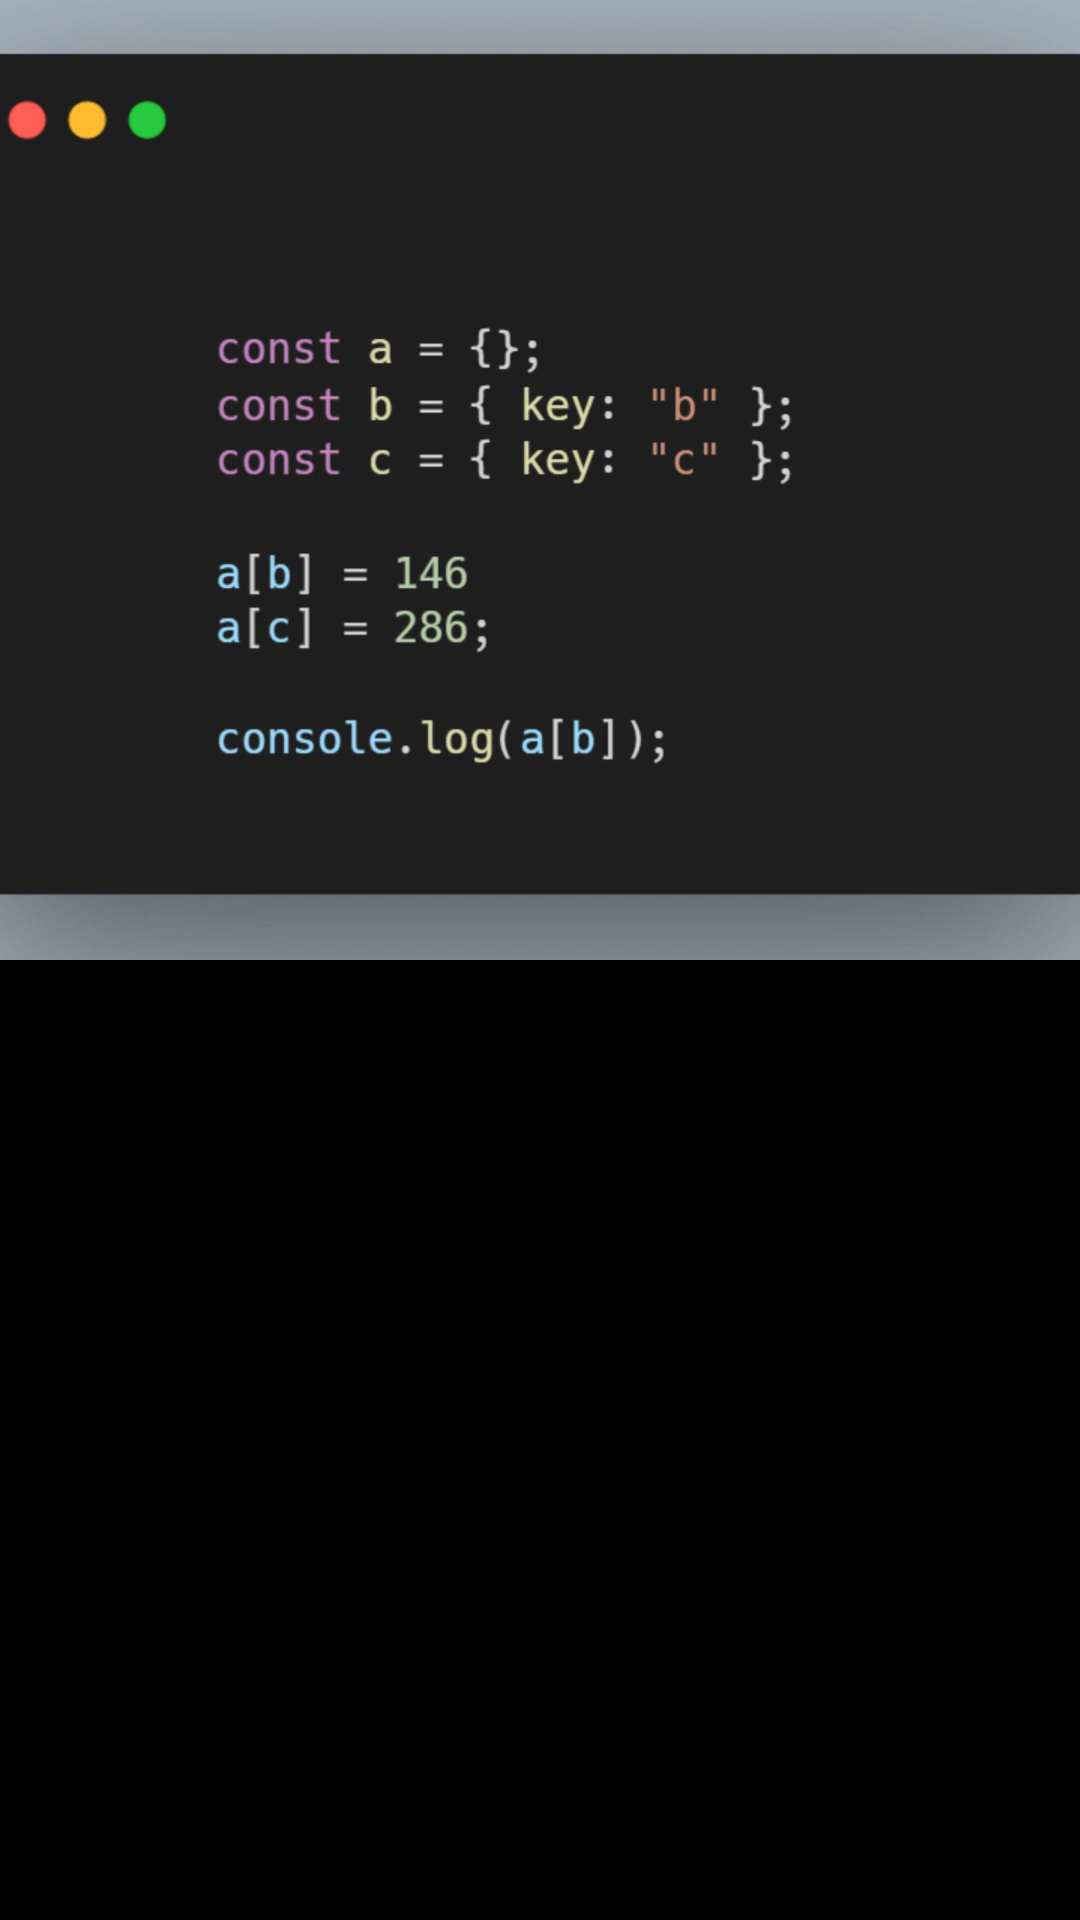 const a = {};
const b = { key: "b" };
const c = { key: "c" };
a[b] = 146
a[c] = 286;
console.log(a[b]);